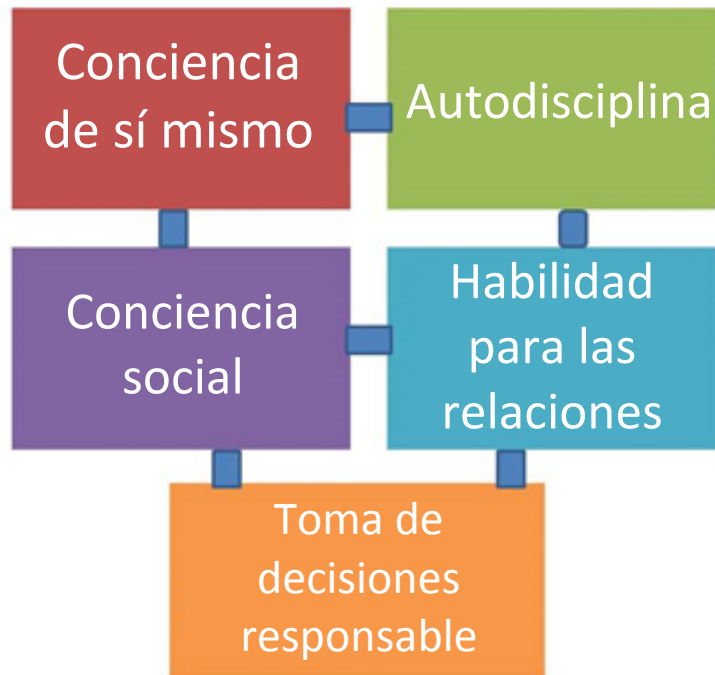 Conciencia
de sí mismo
Autodisciplina
Conciencia
social
Habilidad
para las
relaciones
Toma de
decisiones
responsable